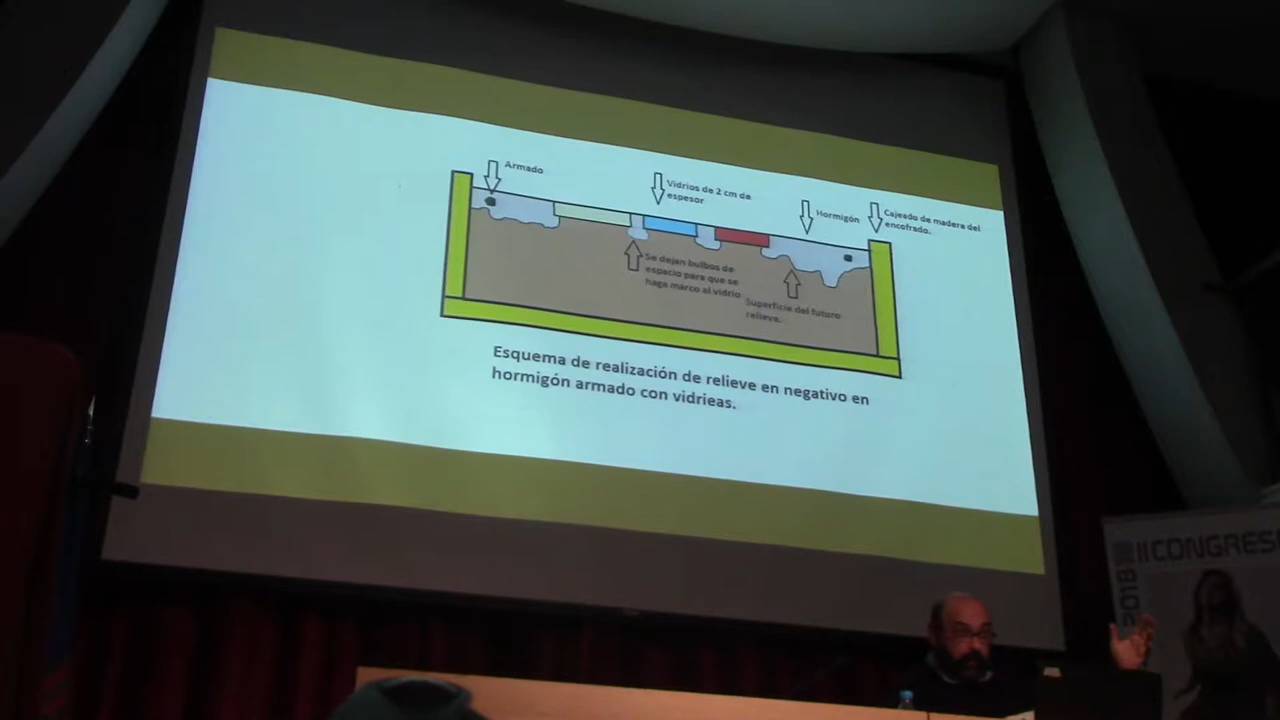 Armado
Vidrios de 2 cm de
espesor
Hormigón
Cajeado de madera del
encofrado.
Se dejan bulbos de
espacio para que se
haga marco al vidrio
Superficie del futuro
relieve.
Esquema de realización de relieve en negativo en
hormigón armado con vidrieas.
II CONGRES
2018